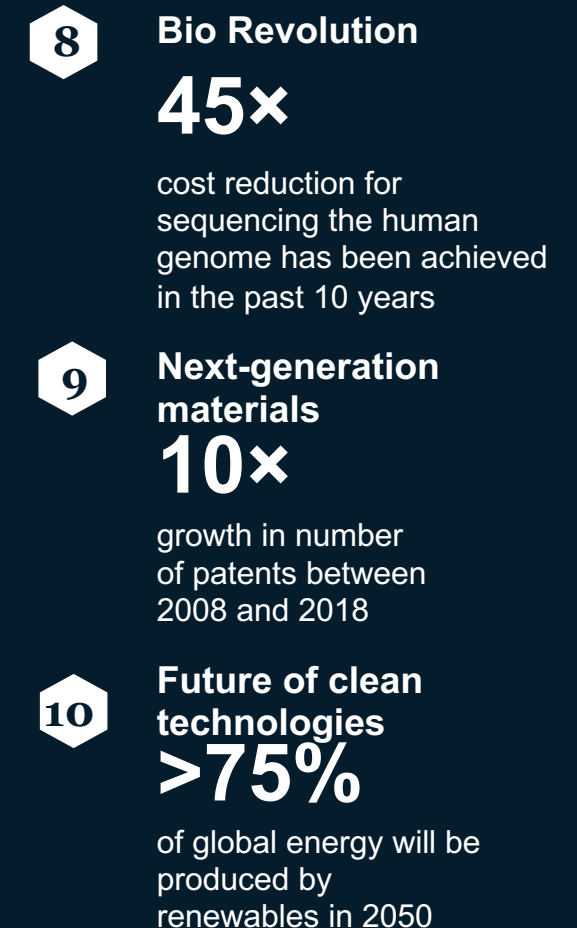 8
Bio Revolution
45×
cost reduction for
sequencing the human
genome has been achieved
in the past 10 years
9
Next-generation
materials
10×
growth in number
of patents between
2008 and 2018
10
Future of clean
technologies
>75%
of global energy will be
produced by
renewables in 2050